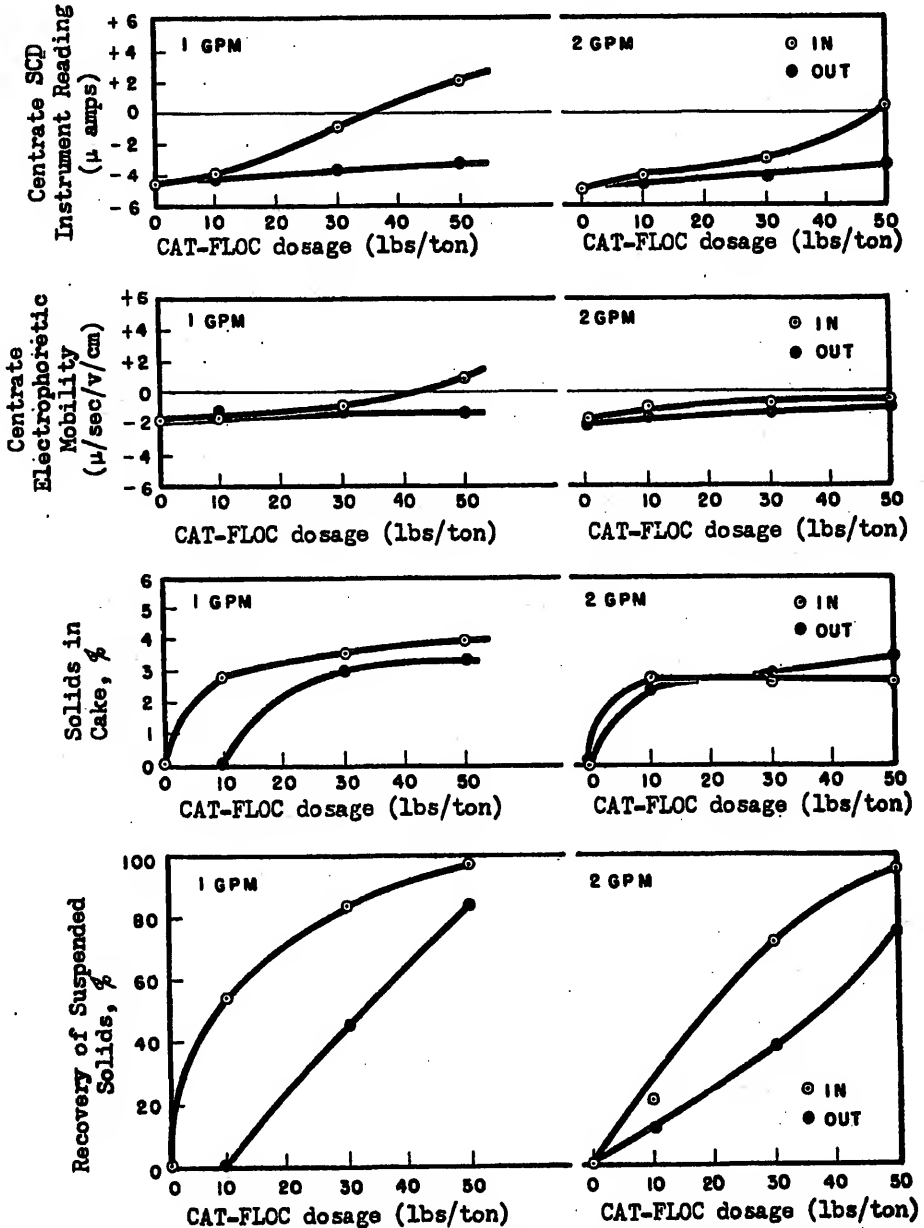 Centrate SCD
Instrument Reading
(μ amps)
+6
+4
+2
0
-2
-4
-6
1 GPM
0 10 20 30 40 50
CAT-FLOC dosage (lbs/ton)
2 GPM
IN
OUT
0 10 20 30 40 50
CAT-FLOC dosage (lbs/ton)
Centrate
Electrophoretic
Mobility
(μ/sec/v/cm)
+6
+4
+2
0
-2
-4
-6
1 GPM
0 10 20 30 40 50
CAT-FLOC dosage (lbs/ton)
2 GPM
IN
OUT
0 10 20 30 40 50
CAT-FLOC dosage (lbs/ton)
Solids in
Cake, %
6
5
4
3
2
1
0
1 GPM
0 10 20 30 40 50
CAT-FLOC dosage (lbs/ton)
2 GPM
IN
OUT
0 10 20 30 40 50
CAT-FLOC dosage (lbs/ton)
Recovery of Suspended
Solids, %
100
80
60
40
20
0
1 GPM
0 10 20 30 40 50
CAT-FLOC dosage (lbs/ton)
2 GPM
IN
OUT
0 10 20 30 40 50
CAT-FLOC dosage (lbs/ton)